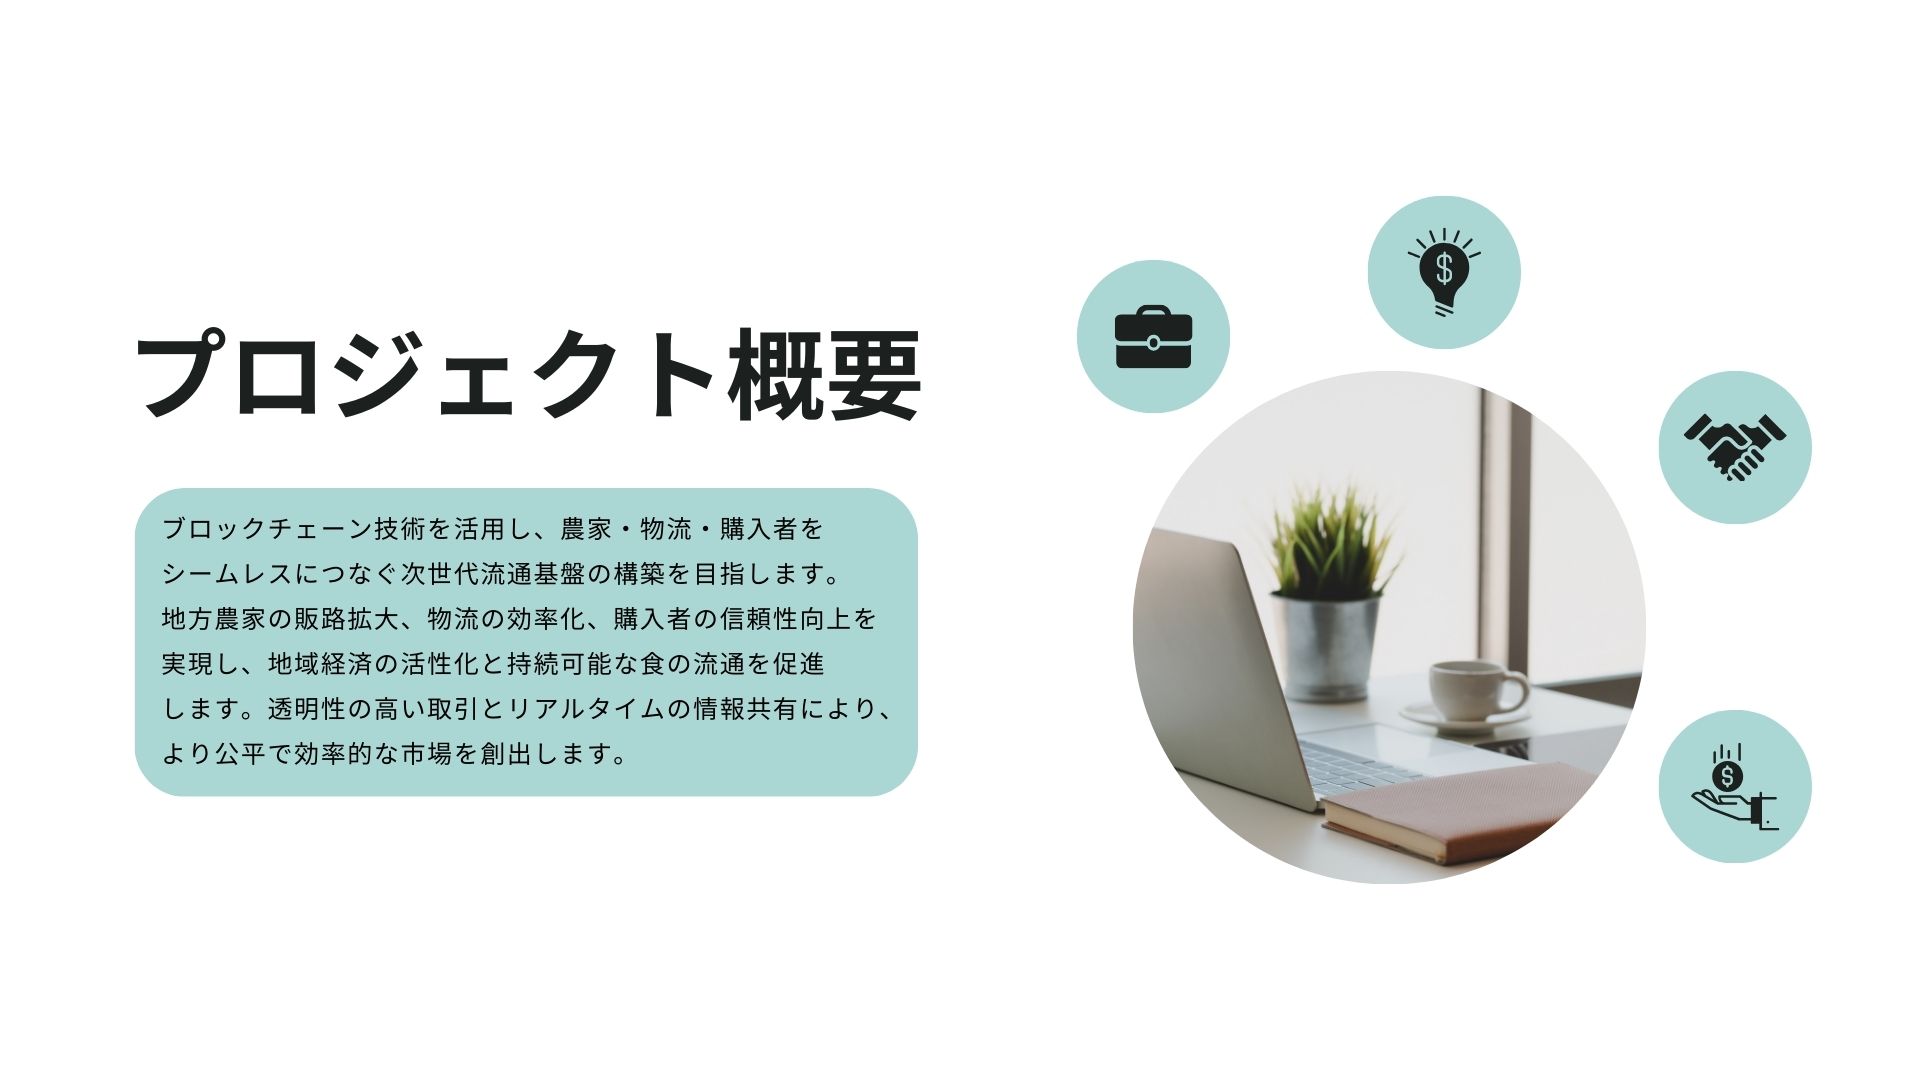 プロジェクト概要
ブロックチェーン技術を活用し、農家・物流・購入者を
シームレスにつなぐ次世代流通基盤の構築を目指します。
地方農家の販路拡大、物流の効率化、購入者の信頼性向上を
実現し、地域経済の活性化と持続可能な食の流通を促進
します。透明性の高い取引とリアルタイムの情報共有により、
より公平で効率的な市場を創出します。
$
$